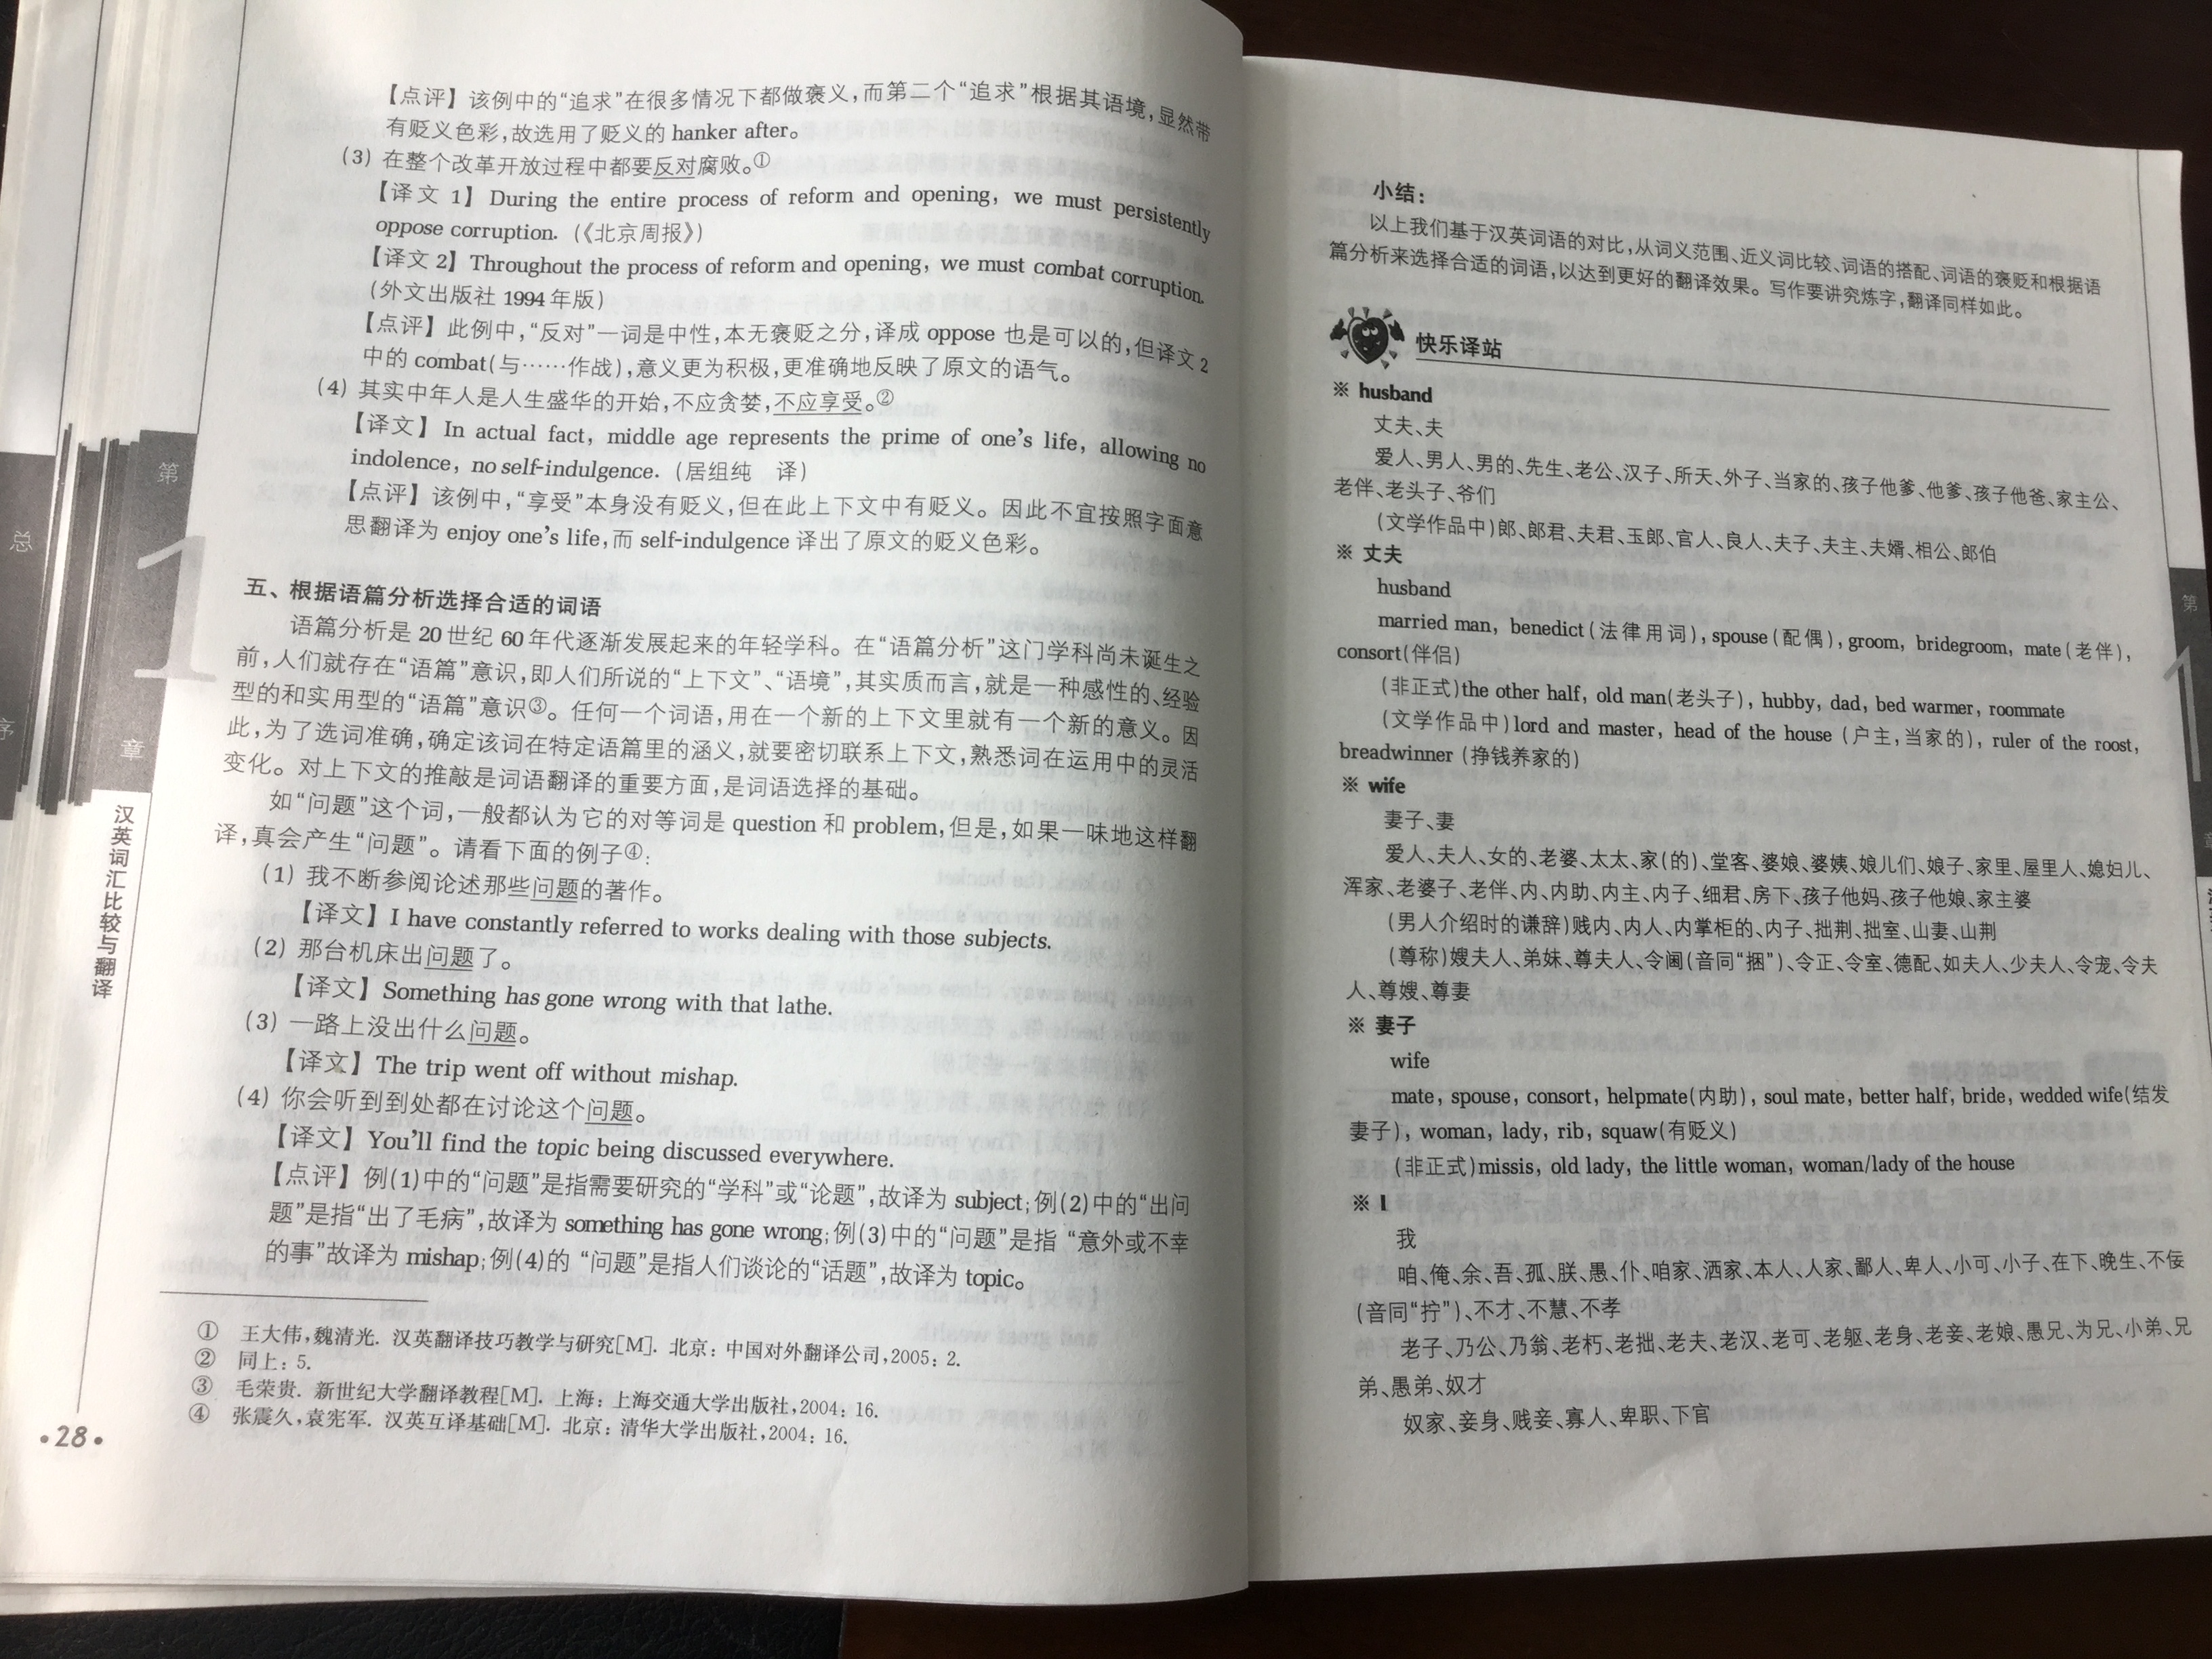 【点评】该例中的“追求”在很多情况下都做褒义,而第二个“追求”根据其语境,显然带
有贬义色彩,故选用了贬义的 hanker after。
(3) 在整个改革开放过程中都要反对腐败。①
【译文 1】During the entire process of reform and opening, we must persistently
oppose corruption. (《北京周报》)
【译文 2】Throughout the process of reform and opening, we must combat corruption.
(外文出版社 1994 年版)
【点评】此例中,“反对”一词是中性,本无褒贬之分,译成 oppose 也是可以的,但译文 2
中的 combat(与……作战),意义更为积极,更准确地反映了原文的语气。
(4) 其实中年人是人生盛华的开始,不应贪婪,不应享受。②
【译文】In actual fact, middle age represents the prime of one's life, allowing no
indolence, no self-indulgence. (居组纯 译)
【点评】该例中,“享受”本身没有贬义,但在此上下文中有贬义。因此不宜按照字面意
思翻译为 enjoy one's life,而 self-indulgence 译出了原文的贬义色彩。
五、根据语篇分析选择合适的词语
语篇分析是 20 世纪 60 年代逐渐发展起来的年轻学科。在“语篇分析”这门学科尚未诞生之
前,人们就存在“语篇”意识,即人们所说的“上下文”、“语境”,其实质而言,就是一种感性的、经验
型的和实用型的“语篇”意识③。任何一个词语,用在一个新的上下文里就有一个新的意义。因
此,为了选词准确,确定该词在特定语篇里的涵义,就要密切联系上下文,熟悉词在运用中的灵活
变化。对上下文的推敲是词语翻译的重要方面,是词语选择的基础。
如“问题”这个词,一般都认为它的对等词是 question 和 problem,但是,如果一味地这样翻
译,真会产生“问题”。请看下面的例子④:
(1) 我不断参阅论述那些问题的著作。
【译文】I have constantly referred to works dealing with those subjects.
(2) 那台机床出问题了。
【译文】Something has gone wrong with that lathe.
(3) 一路上没出什么问题。
【译文】The trip went off without mishap.
(4) 你会听到到处都在讨论这个问题。
【译文】You'll find the topic being discussed everywhere.
【点评】例(1)中的“问题”是指需要研究的“学科”或“论题”,故译为 subject;例(2)中的“出问
题”是指“出了毛病”,故译为 something has gone wrong;例(3)中的“问题”是指“意外或不幸
的事”故译为 mishap;例(4)的“问题”是指人们谈论的“话题”,故译为 topic。
① 王大伟,魏清光. 汉英翻译技巧教学与研究[M]. 北京:中国对外翻译公司,2005:2.
② 同上:5.
③ 毛荣贵. 新世纪大学翻译教程[M]. 上海:上海交通大学出版社,2004:16.
④ 张震久,袁宪军. 汉英互译基础[M]. 北京:清华大学出版社,2004:16.
·28·
第
1
章
汉英词汇比较与翻译
小结:
以上我们基于汉英词语的对比,从词义范围、近义词比较、词语的搭配、词语的褒贬和根据语
篇分析来选择合适的词语,以达到更好的翻译效果。写作要讲究炼字,翻译同样如此。
快乐译站
※ husband
丈夫、夫
爱人、男人、男的、先生、老公、汉子、所天、外子、当家的、孩子他爹、他爹、孩子他爸、家主公、
老伴、老头子、爷们
(文学作品中)郎、郎君、夫君、王郎、官人、良人、夫子、夫主、夫婿、相公、郎伯
※ 丈夫
husband
married man, benedict(法律用词), spouse(配偶), groom, bridegroom, mate(老伴),
consort(伴侣)
(非正式)the other half, old man(老头子), hubby, dad, bed warmer, roommate
(文学作品中)lord and master, head of the house (户主,当家的), ruler of the roost,
breadwinner (挣钱养家的)
※ wife
妻子、妻
爱人、夫人、女的、老婆、太太、家(的)、堂客、婆娘、婆姨、娘儿们、娘子、家里、屋里人、媳妇儿、
浑家、老婆子、老伴、内、内助、内主、内子、细君、房下、孩子他妈、孩子他娘、家主婆
(男人介绍时的谦辞)贱内、内人、内掌柜的、内子、拙荆、拙室、山妻、山荆
(尊称)嫂夫人、弟妹、尊夫人、令阃(音同“捆”)、令正、令室、德配、如夫人、少夫人、令宠、令夫
人、尊嫂、尊妻
※ 妻子
wife
mate, spouse, consort, helpmate(内助), soul mate, better half, bride, wedded wife(结发
妻子), woman, lady, rib, squaw(有贬义)
(非正式)missis, old lady, the little woman, woman/lady of the house
※ I
我
咱、俺、余、吾、孤、朕、愚、仆、咱家、洒家、本人、人家、鄙人、卑人、小可、小子、在下、晚生、不佞
(音同“拧”)、不才、不慧、不孝
老子、乃公、乃翁、老朽、老拙、老夫、老汉、老可、老躯、老身、老妾、老娘、愚兄、为兄、小弟、兄
弟、愚弟、奴才
奴家、妾身、贱妾、寡人、卑职、下官
第
1
章